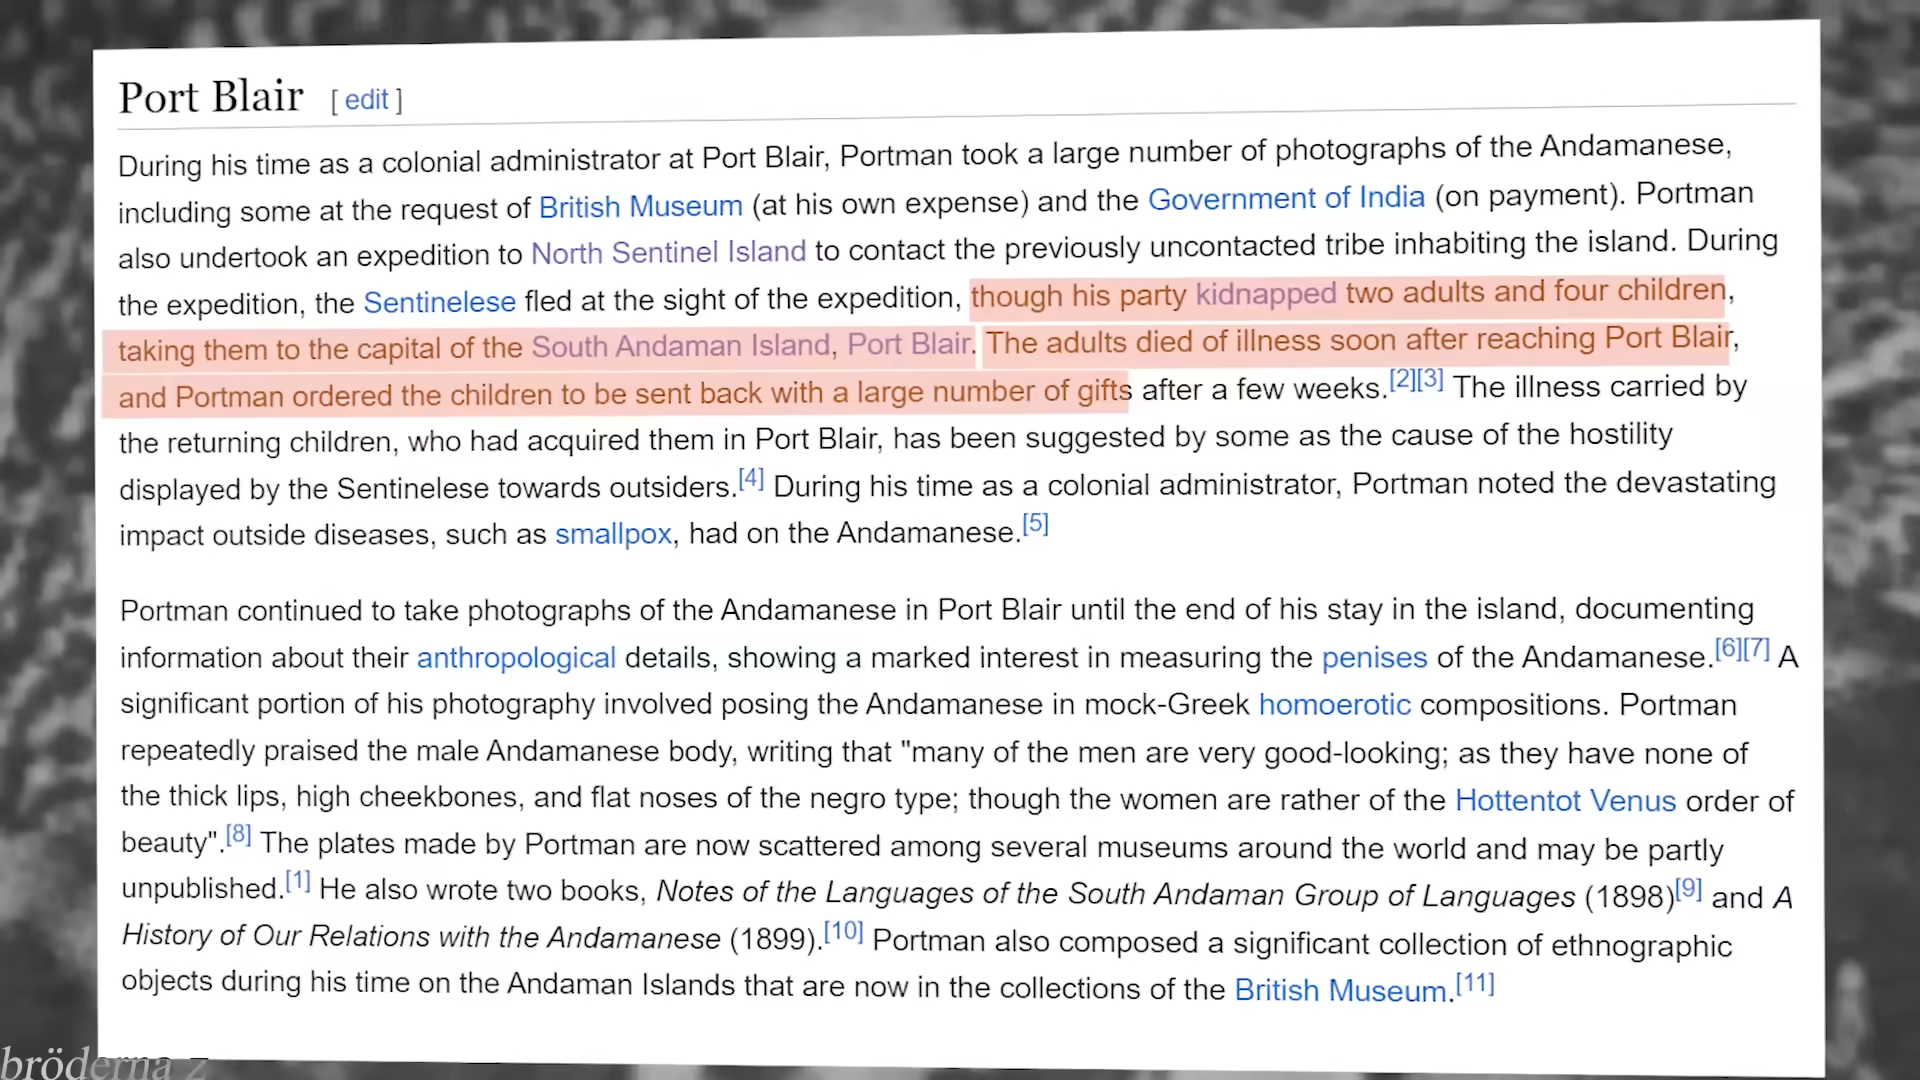 Port Blair [ edit ]
During his time as a colonial administrator at Port Blair, Portman took a large number of photographs of the Andamanese,
including some at the request of British Museum (at his own expense) and the Government of India (on payment). Portman
also undertook an expedition to North Sentinel Island to contact the previously uncontacted tribe inhabiting the island. During
the expedition, the Sentinelese fled at the sight of the expedition, though his party kidnapped two adults and four children,
taking them to the capital of the South Andaman Island, Port Blair. The adults died of illness soon after reaching Port Blair,
and Portman ordered the children to be sent back with a large number of gifts after a few weeks.[2][3] The illness carried by
the returning children, who had acquired them in Port Blair, has been suggested by some as the cause of the hostility
displayed by the Sentinelese towards outsiders.[4] During his time as a colonial administrator, Portman noted the devastating
impact outside diseases, such as smallpox, had on the Andamanese.[5]
Portman continued to take photographs of the Andamanese in Port Blair until the end of his stay in the island, documenting
information about their anthropological details, showing a marked interest in measuring the penises of the Andamanese.[6][7] A
significant portion of his photography involved posing the Andamanese in mock-Greek homoerotic compositions. Portman
repeatedly praised the male Andamanese body, writing that "many of the men are very good-looking; as they have none of
the thick lips, high cheekbones, and flat noses of the negro type; though the women are rather of the Hottentot Venus order of
beauty".[8] The plates made by Portman are now scattered among several museums around the world and may be partly
unpublished.[1] He also wrote two books, Notes of the Languages of the South Andaman Group of Languages (1898)[9] and A
History of Our Relations with the Andamanese (1899).[10] Portman also composed a significant collection of ethnographic
objects during his time on the Andaman Islands that are now in the collections of the British Museum.[11]
bröderna z